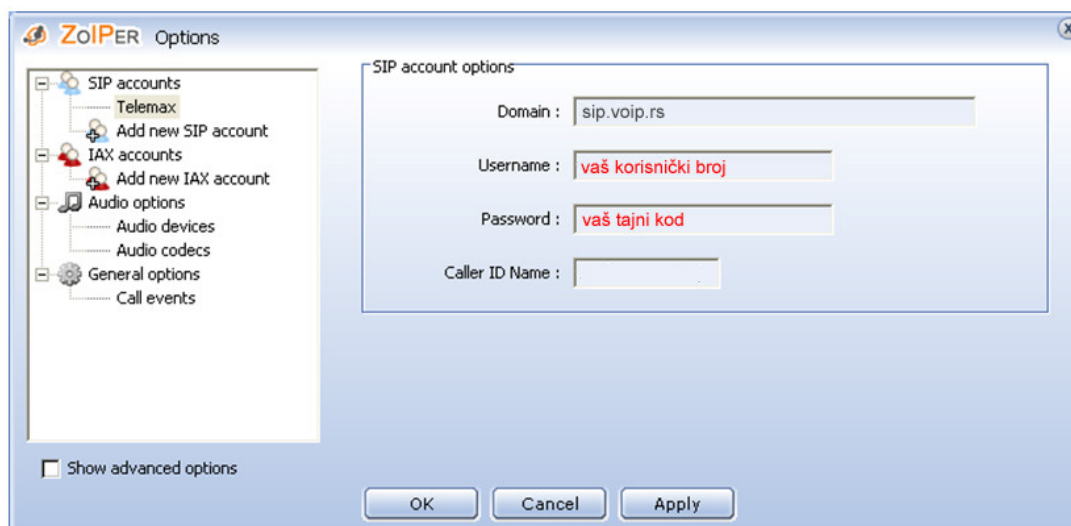 ZoIPER Options
SIP accounts
Telemax
Add new SIP account
IAX accounts
Add new IAX account
Audio options
Audio devices
Audio codecs
General options
Call events
Show advanced options
SIP account options
Domain : sip.voip.rs
Username : vaš korisnički broj
Password : vaš tajni kod
Caller ID Name :
OK Cancel Apply